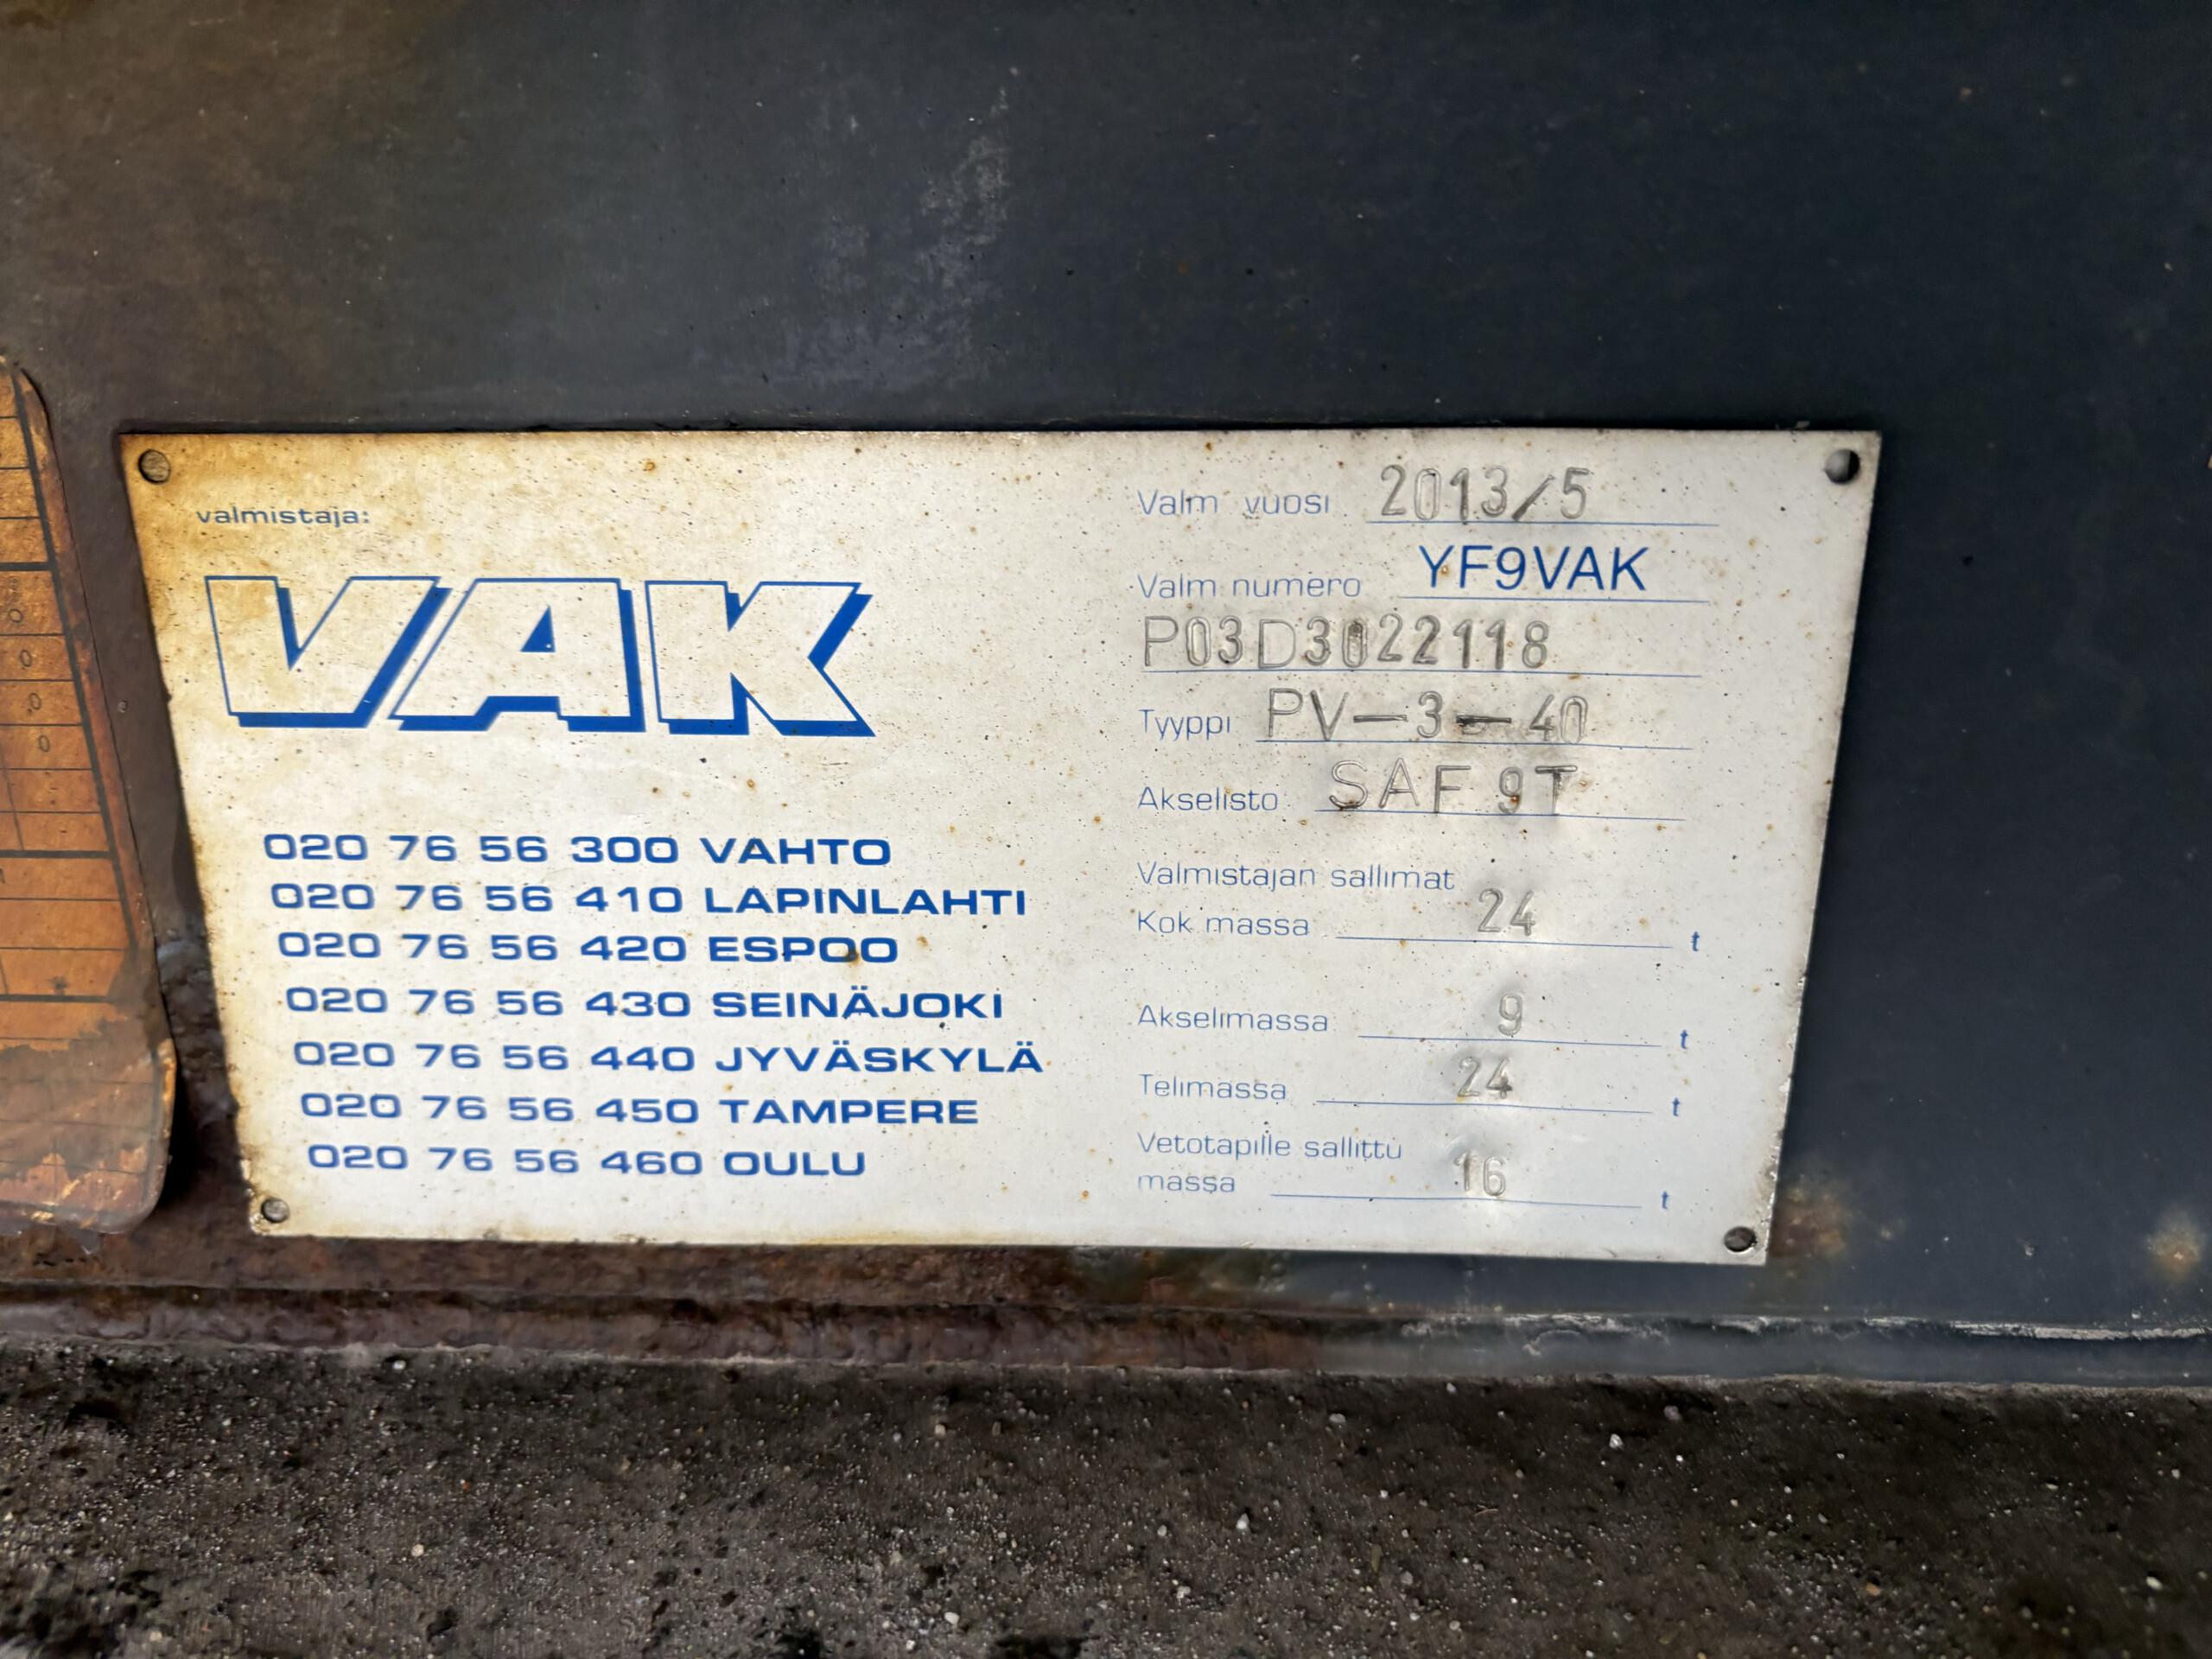 valmistaja:
VAK
020 76 56 300 VAHTO
020 76 56 410 LAPINLAHTI
020 76 56 420 ESPOO
020 76 56 430 SEINÄJOKI
020 76 56 440 JYVÄSKYLÄ
020 76 56 450 TAMPERE
020 76 56 460 OULU
Valm vuosi 2013/5
Valm numero YF9VAK
P03D3022118
Tyyppi PV-3-40
Akselisto SAF 9T
Valmistajan sallimat
Kok massa 24 t
Akselimassa 9 t
Telimassa 24 t
Vetotapille sallittu
massa 16 t